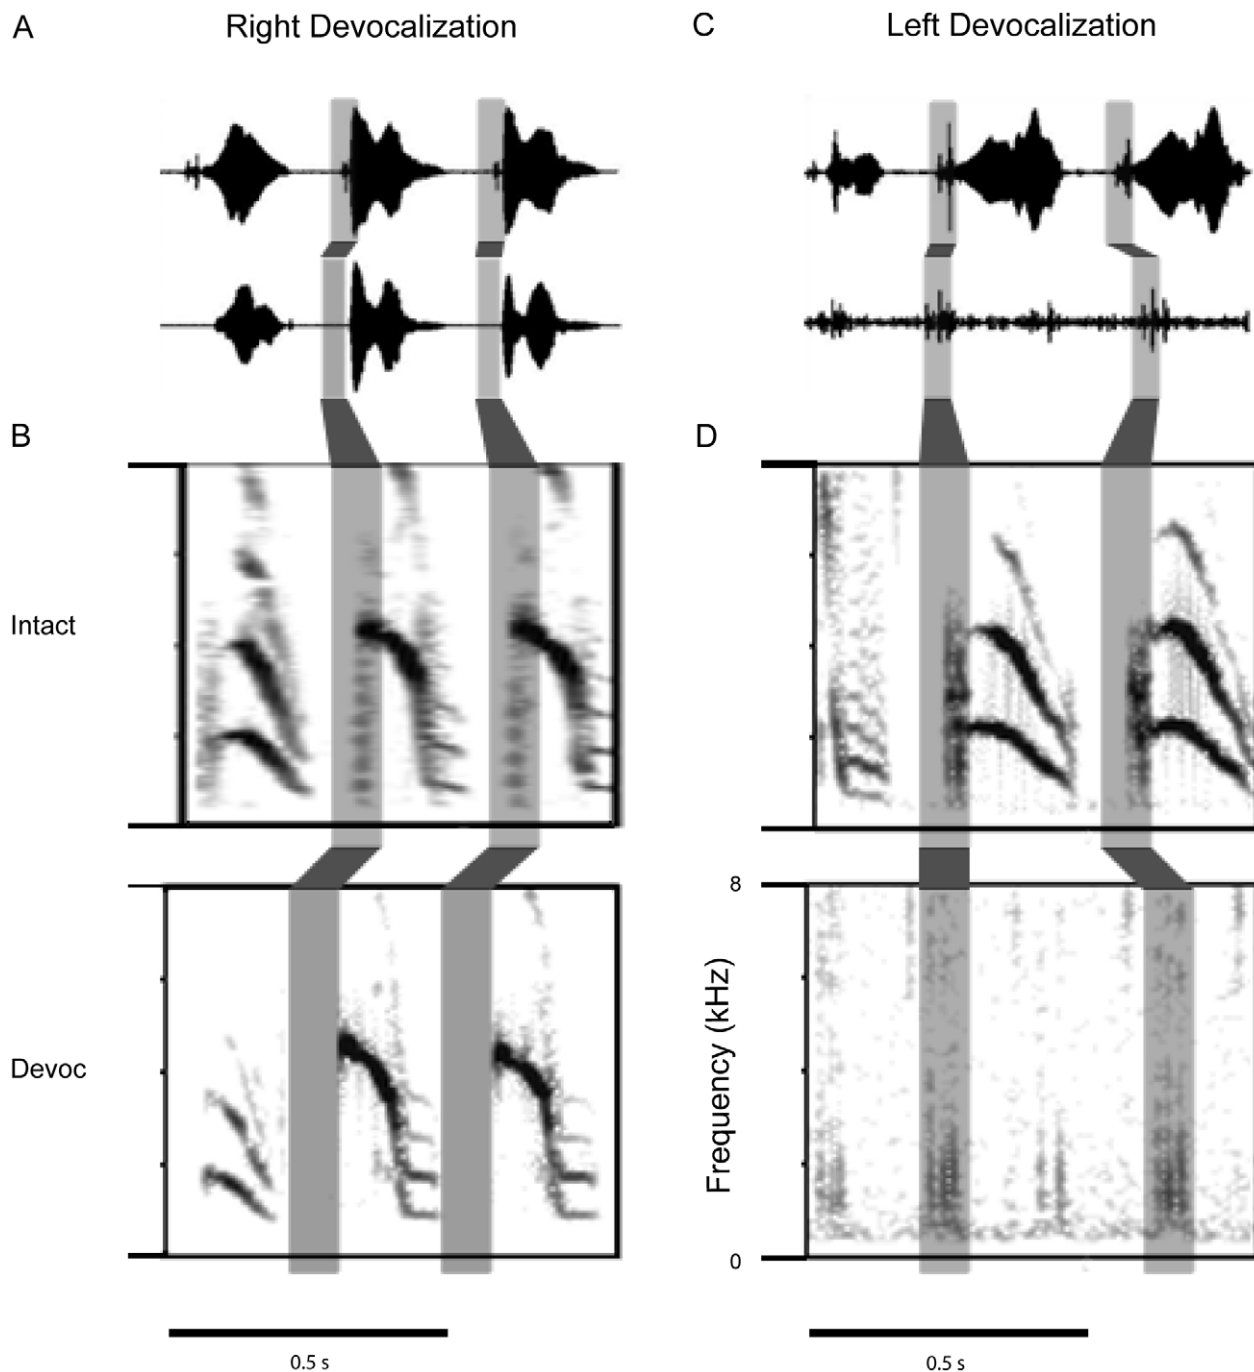 A
Right Devocalization
C
Left Devocalization
B
D
Intact
Devoc
8
Frequency (kHz)
0
0.5 s
0.5 s